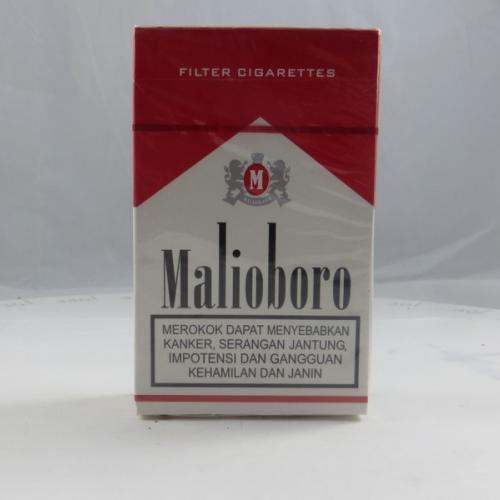 FILTER CIGARETTES
M
Malioboro
MEROKOK DAPAT MENYEBABKAN
KANKER, SERANGAN JANTUNG,
IMPOTENSI DAN GANGGUAN
KEHAMILAN DAN JANIN